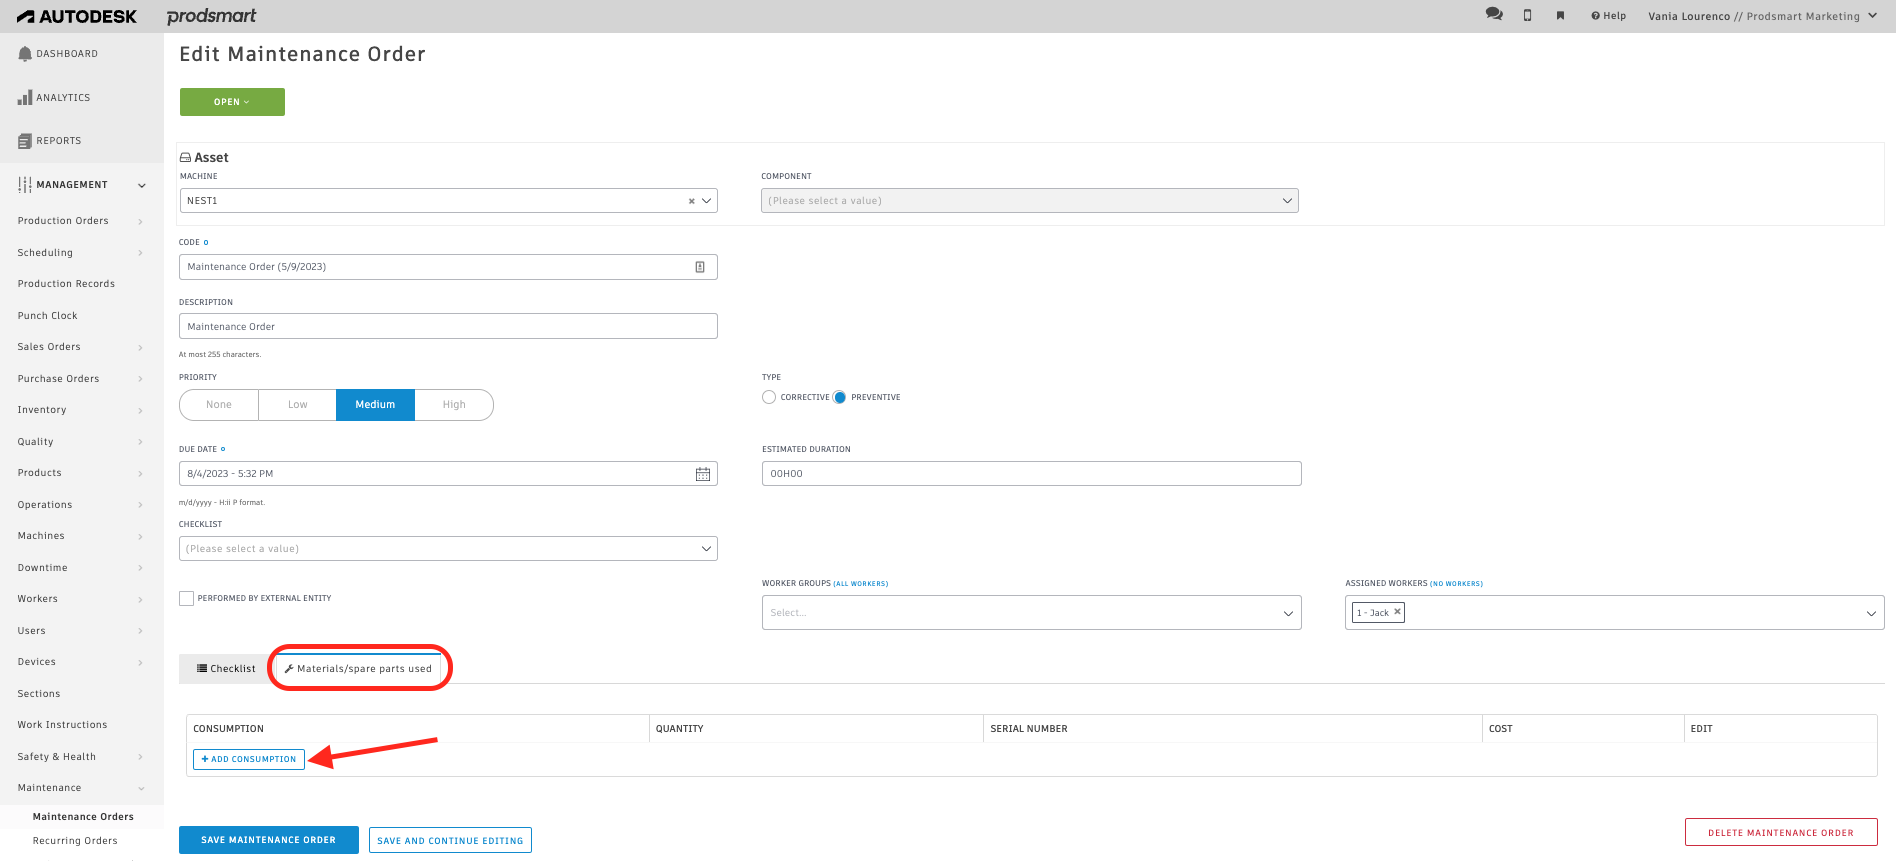 AUTODESK prodsmart
Help
Vania Lourenco // Prodsmart Marketing
DASHBOARD
ANALYTICS
REPORTS
MANAGEMENT
Production Orders
Scheduling
Production Records
Punch Clock
Sales Orders
Purchase Orders
Inventory
Quality
Products
Operations
Machines
Downtime
Workers
Users
Devices
Sections
Work Instructions
Safety & Health
Maintenance
Maintenance Orders
Recurring Orders
Edit Maintenance Order
OPEN
Asset
MACHINE
NEST1
COMPONENT
(Please select a value)
CODE
Maintenance Order (5/9/2023)
DESCRIPTION
Maintenance Order
At most 255 characters.
PRIORITY
None Low Medium High
TYPE
CORRECTIVE PREVENTIVE
DUE DATE
8/4/2023 - 5:32 PM
m/d/yyyy - H:ii P format.
ESTIMATED DURATION
00H00
CHECKLIST
(Please select a value)
PERFORMED BY EXTERNAL ENTITY
WORKER GROUPS (ALL WORKERS)
Select...
ASSIGNED WORKERS (NO WORKERS)
1 - Jack
Checklist
Materials/spare parts used
CONSUMPTION QUANTITY SERIAL NUMBER COST EDIT
+ ADD CONSUMPTION
SAVE MAINTENANCE ORDER
SAVE AND CONTINUE EDITING
DELETE MAINTENANCE ORDER